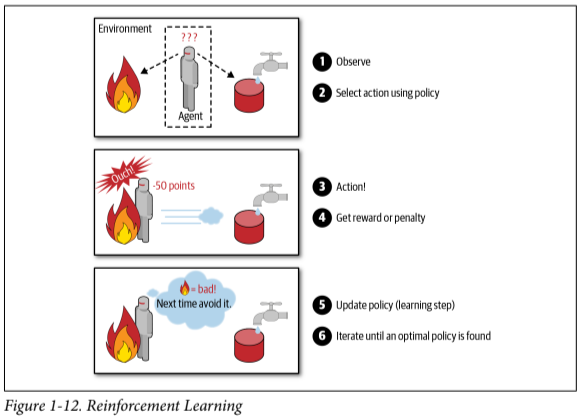 Environment
???
Agent
1 Observe
2 Select action using policy
Ouch!
-50 points
3 Action!
4 Get reward or penalty
= bad!
Next time avoid it.
5 Update policy (learning step)
6 Iterate until an optimal policy is found
Figure 1-12. Reinforcement Learning